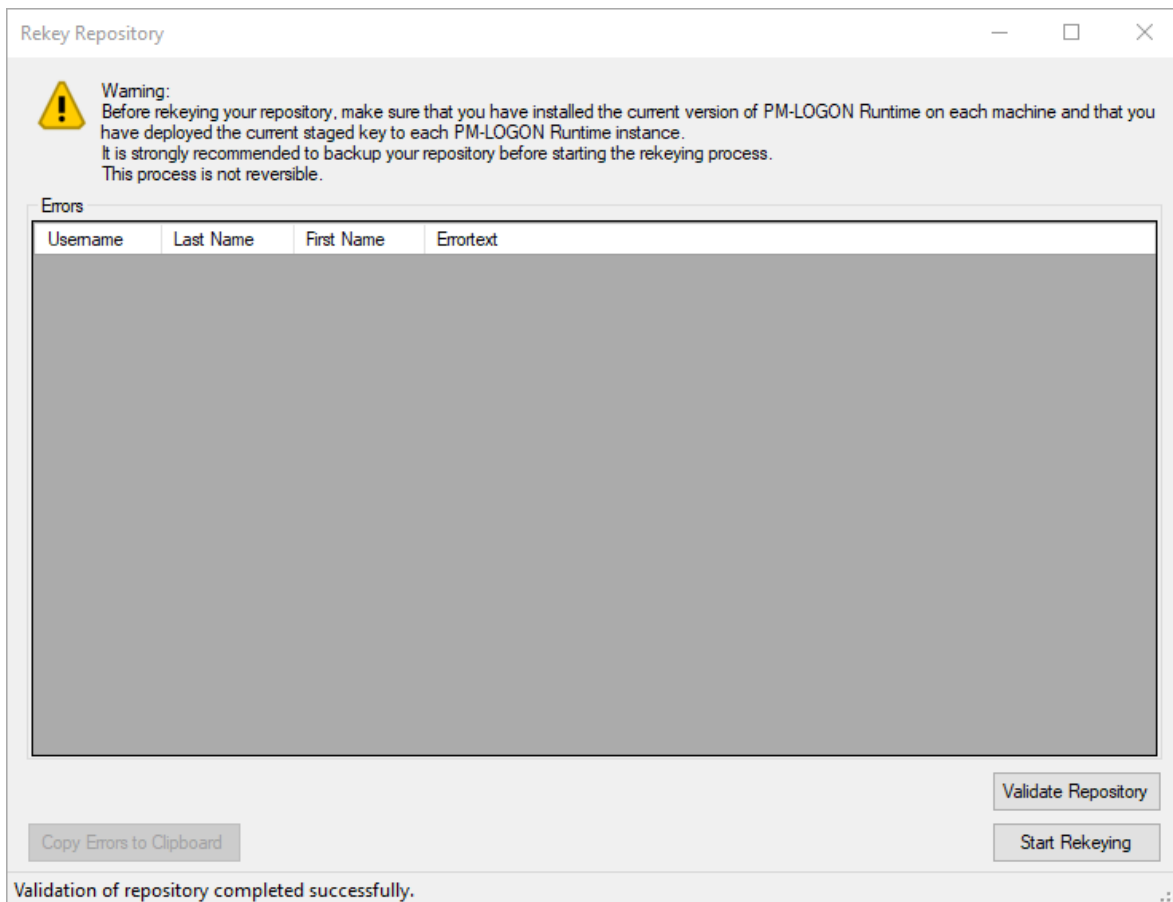 Rekey Repository
Warning:
Before rekeying your repository, make sure that you have installed the current version of PM-LOGON Runtime on each machine and that you
have deployed the current staged key to each PM-LOGON Runtime instance.
It is strongly recommended to backup your repository before starting the rekeying process.
This process is not reversible.
Errors
Username Last Name First Name Errortext
Validate Repository
Copy Errors to Clipboard Start Rekeying
Validation of repository completed successfully.